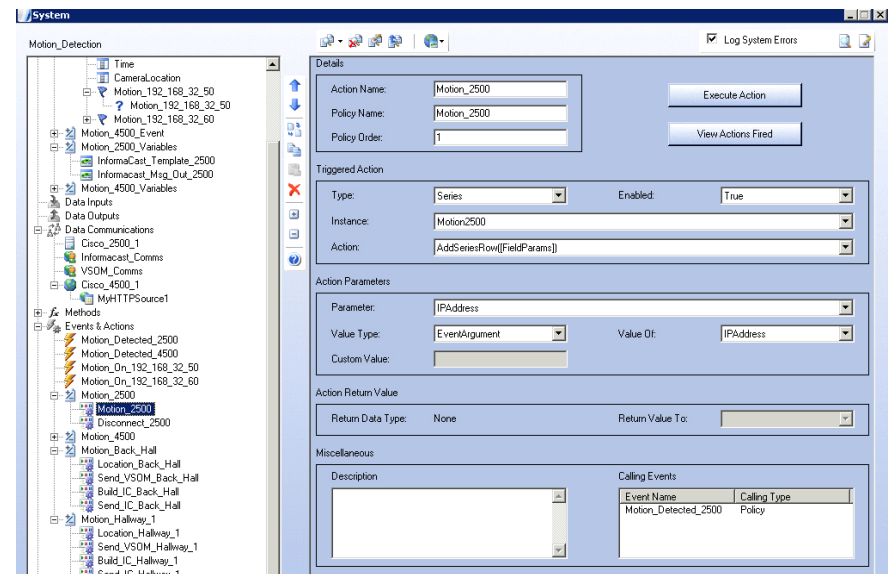 System
Motion_Detection
Log System Errors
Time
CameraLocation
Motion_192_168_32_50
? Motion_192_168_32_50
Motion_192_168_32_60
Motion_4500_Event
Motion_2500_Variables
InformaCast_Template_2500
Informacast_Msg_Out_2500
Motion_4500_Variables
Data Inputs
Data Outputs
Data Communications
Cisco_2500_1
Informacast_Comms
VSOM_Comms
Cisco_4500_1
MyHTTPSource1
fx Methods
Events & Actions
Motion_Detected_2500
Motion_Detected_4500
Motion_On_192_168_32_50
Motion_On_192_168_32_60
Motion_2500
Motion_2500
Disconnect_2500
Motion_4500
Motion_Back_Hall
Location_Back_Hall
Send_VSOM_Back_Hall
Build_IC_Back_Hall
Send_IC_Back_Hall
Motion_Hallway_1
Location_Hallway_1
Send_VSOM_Hallway_1
Build_IC_Hallway_1
Send_IC_Hallway_1
Details
Action Name: Motion_2500
Policy Name: Motion_2500
Policy Order: 1
Execute Action
View Actions Fired
Triggered Action
Type: Series Enabled: True
Instance: Motion2500
Action: AddSeriesRow([FieldParams])
Action Parameters
Parameter: IPAddress
Value Type: EventArgument Value Of: IPAddress
Custom Value:
Action Return Value
Return Data Type: None Return Value To:
Miscellaneous
Description
Calling Events
Event Name Calling Type
Motion_Detected_2500 Policy